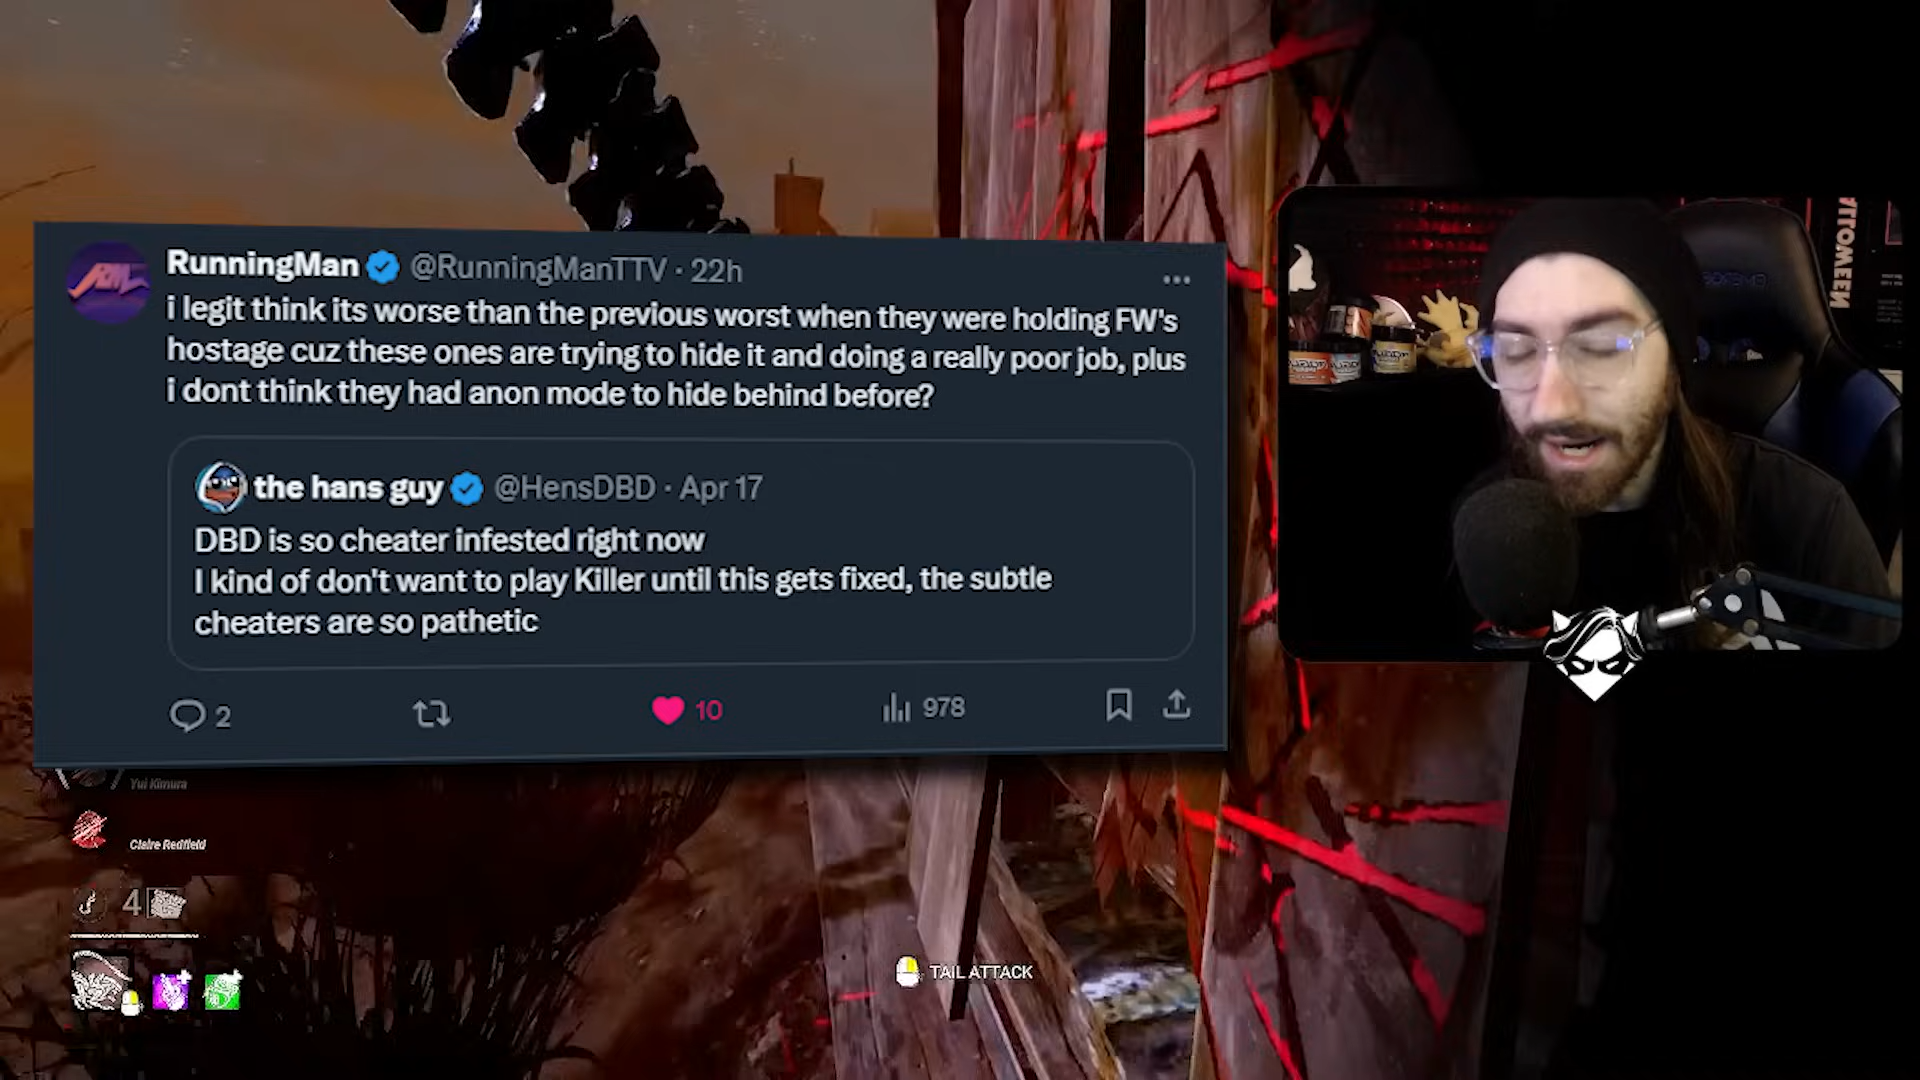 RunningMan @RunningManTTV · 22h
i legit think its worse than the previous worst when they were holding FW's
hostage cuz these ones are trying to hide it and doing a really poor job, plus
i dont think they had anon mode to hide behind before?
the hans guy @HensDBD · Apr 17
DBD is so cheater infested right now
I kind of don't want to play Killer until this gets fixed, the subtle
cheaters are so pathetic
2
10
978
ALLOWEEN
Yui Kimura
Claire Redfield
4
TAIL ATTACK